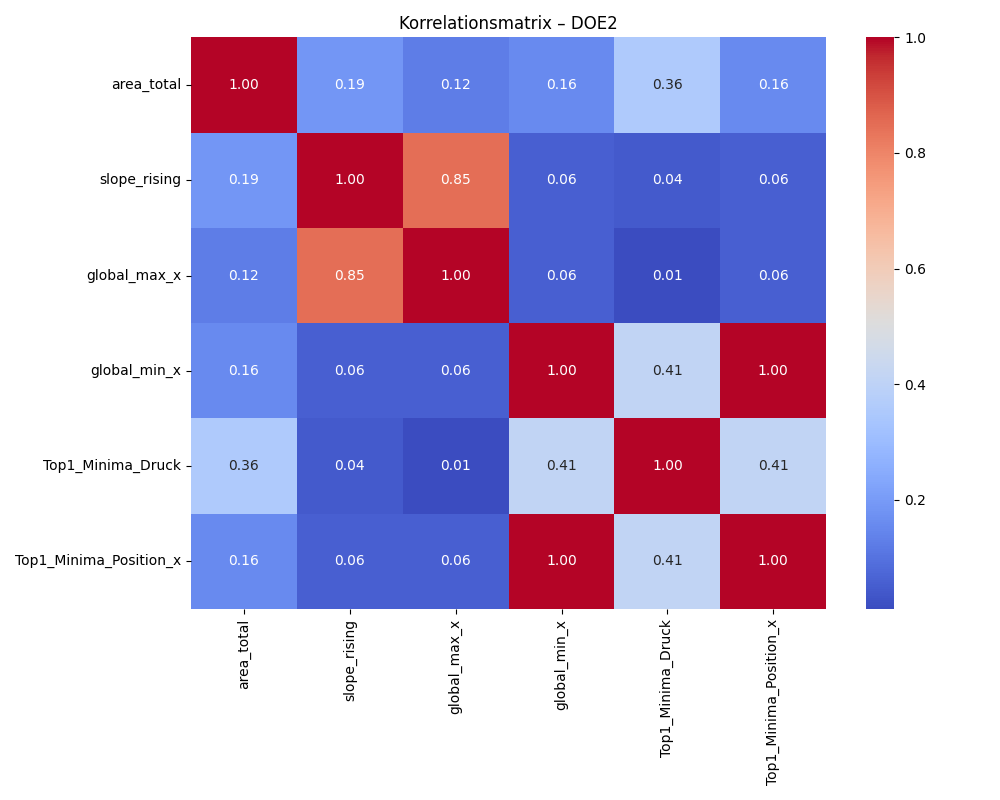 Korrelationsmatrix – DOE2
area_total 1.00 0.19 0.12 0.16 0.36 0.16
slope_rising 0.19 1.00 0.85 0.06 0.04 0.06
global_max_x 0.12 0.85 1.00 0.06 0.01 0.06
global_min_x 0.16 0.06 0.06 1.00 0.41 1.00
Top1_Minima_Druck 0.36 0.04 0.01 0.41 1.00 0.41
Top1_Minima_Position_x 0.16 0.06 0.06 1.00 0.41 1.00
area_total
slope_rising
global_max_x
global_min_x
Top1_Minima_Druck
Top1_Minima_Position_x
1.0
0.8
0.6
0.4
0.2